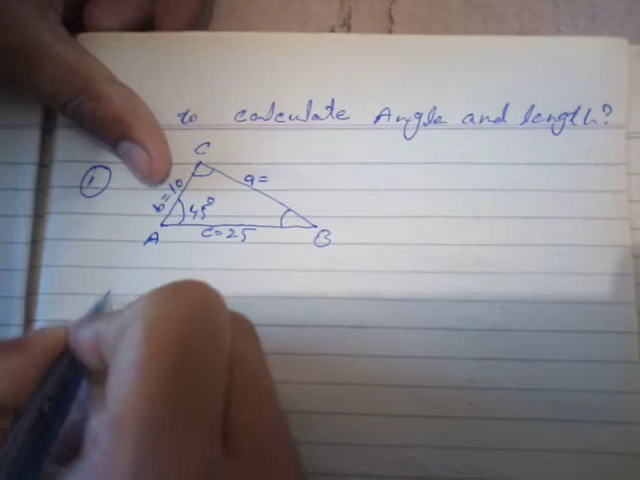 to calculate Angle and length?
1.
C
b=10
a=
45°
A
c=25
B